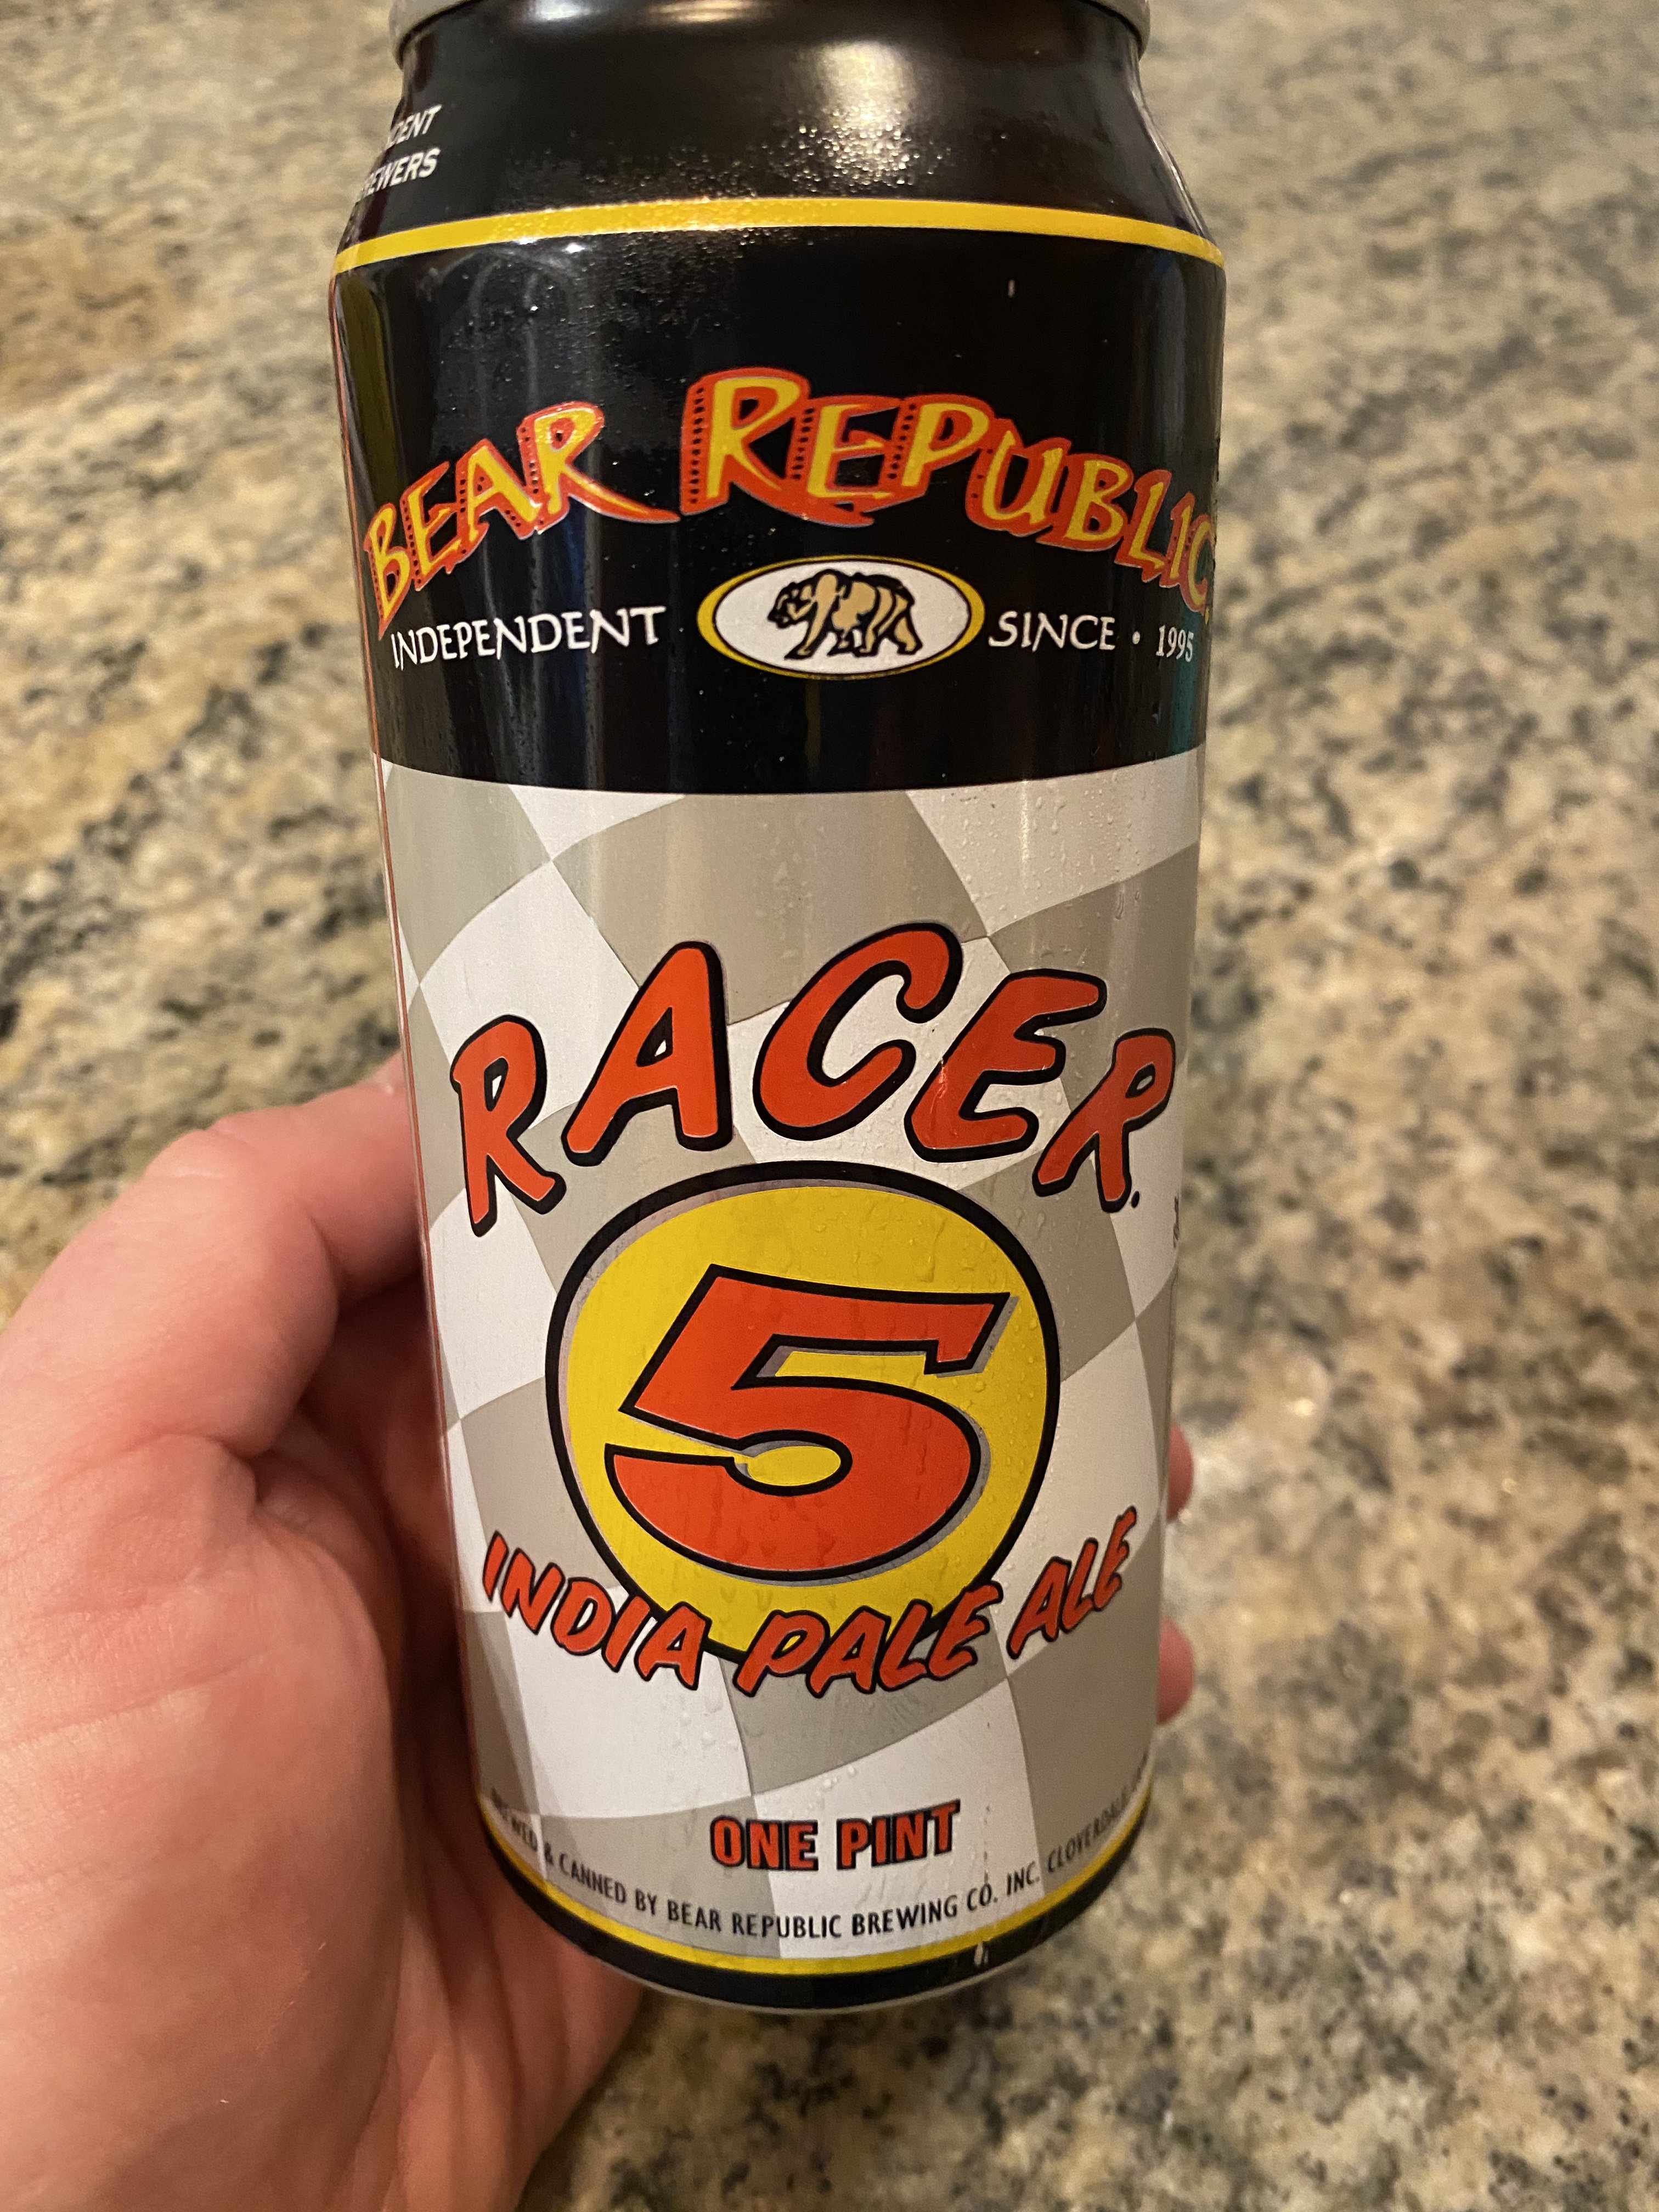 BEAR REPUBLIC
INDEPENDENT SINCE • 1995
RACER
5
INDIA PALE ALE
ONE PINT
& CANNED BY BEAR REPUBLIC BREWING CO. INC.